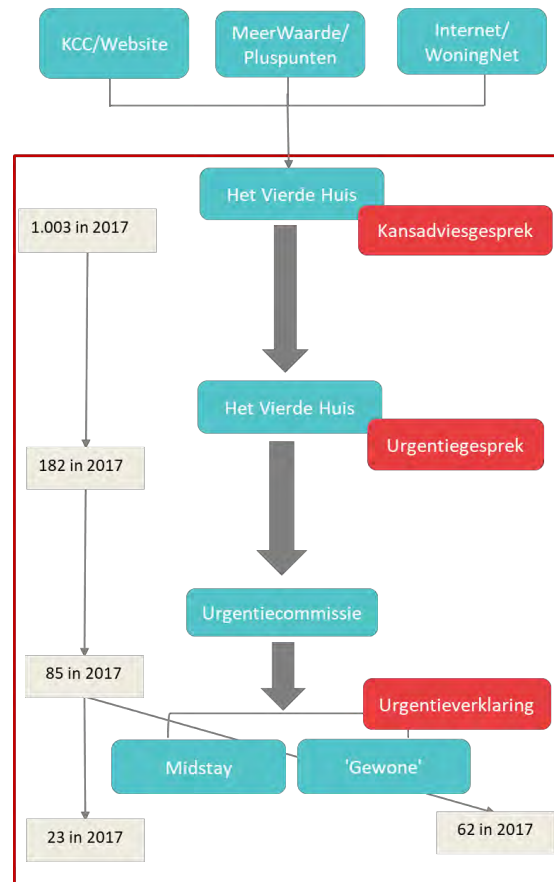 KCC/Website
MeerWaarde/
Pluspunten
Internet/
WoningNet
Het Vierde Huis
Kansadviesgesprek
1.003 in 2017
Het Vierde Huis
Urgentiegesprek
182 in 2017
Urgentiecommissie
85 in 2017
Urgentieverklaring
Midstay
'Gewone'
23 in 2017
62 in 2017